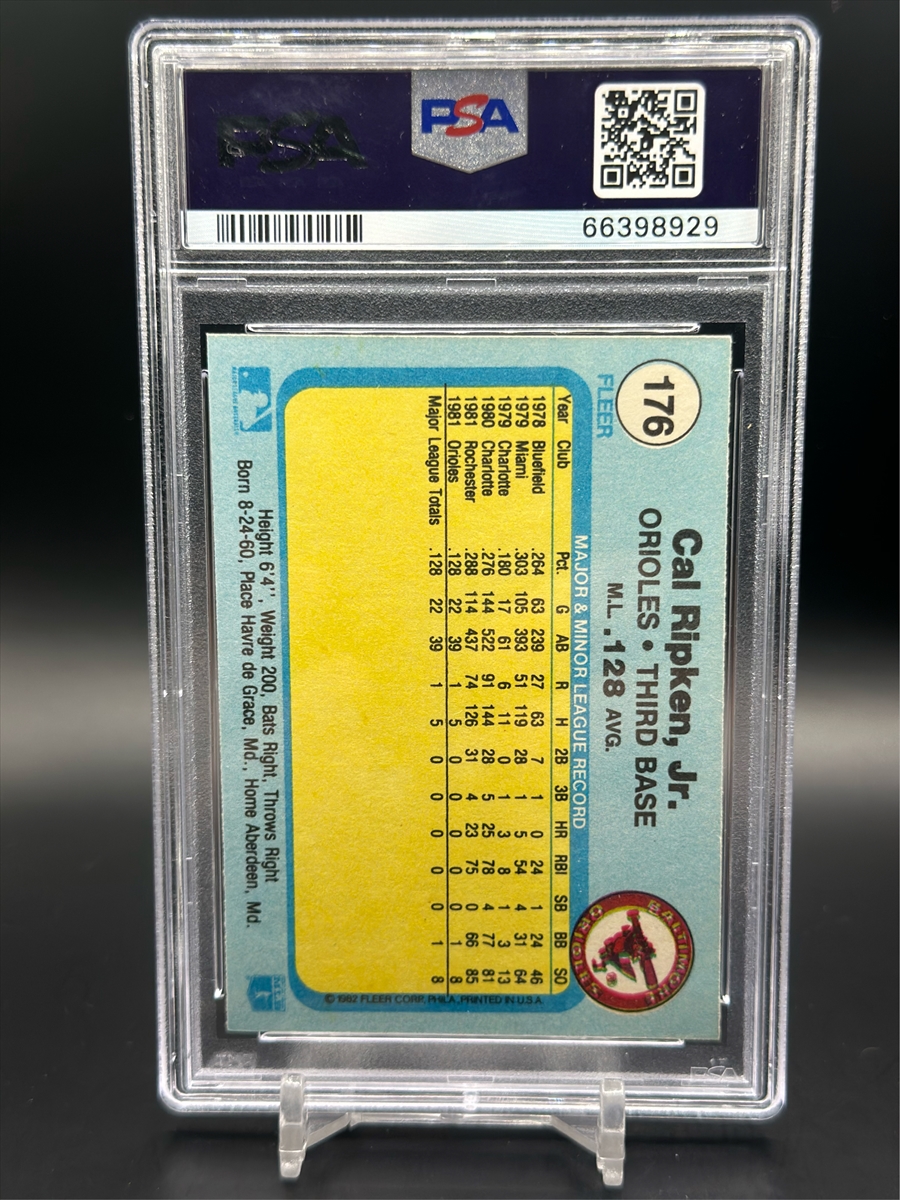 PSA
PSA
66398929
176
FLEER
Cal Ripken, Jr.
ORIOLES • THIRD BASE
M.L. .128 AVG.
BALTIMORE
ORIOLES
MAJOR & MINOR LEAGUE RECORD
Year Club Pct. G AB R H 2B 3B HR RBI SB BB SO
1978 Bluefield .264 63 239 27 63 7 1 0 24 1 24 46
1979 Miami .303 105 393 51 119 28 1 5 54 4 31 64
1979 Charlotte .180 17 61 6 11 0 1 3 8 1 3 13
1980 Charlotte .276 144 522 91 144 28 5 25 78 4 77 81
1981 Rochester .288 114 437 74 126 31 4 23 75 0 66 85
1981 Orioles .128 22 39 1 5 0 0 0 0 0 1 8
Major League Totals .128 22 39 1 5 0 0 0 0 0 1 8
© 1982 FLEER CORP. PHILA. PRINTED IN U.S.A.
Height 6'4'', Weight 200, Bats Right, Throws Right
Born 8-24-60, Place Havre de Grace, Md., Home Aberdeen, Md.
PSA